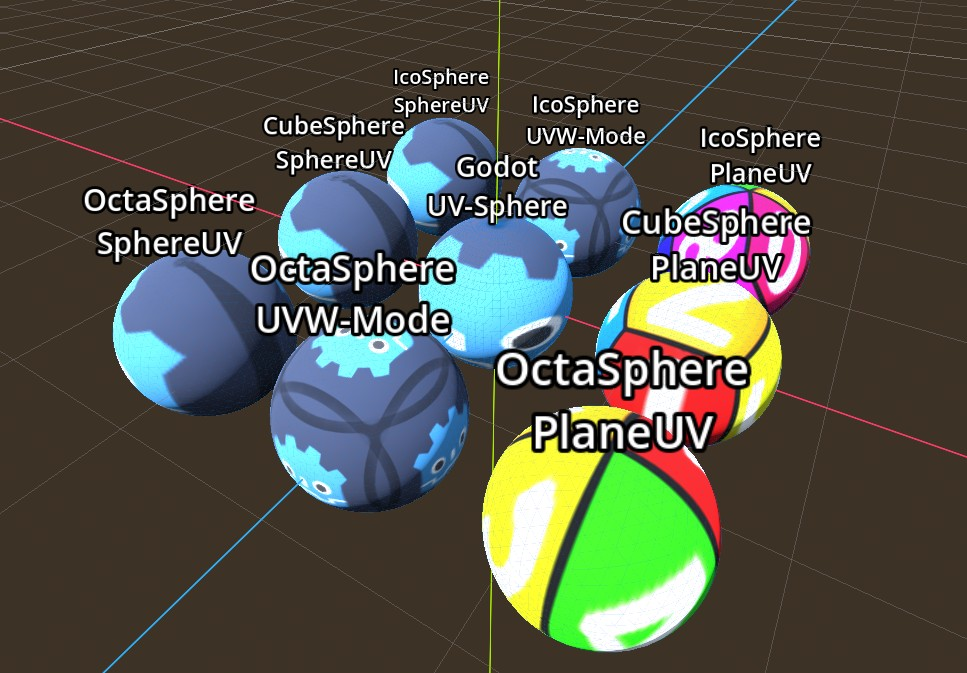 IcoSphere
SphereUV
IcoSphere
UVW-Mode
CubeSphere
SphereUV
IcoSphere
PlaneUV
Godot
UV-Sphere
OctaSphere
SphereUV
CubeSphere
PlaneUV
OctaSphere
UVW-Mode
OctaSphere
PlaneUV